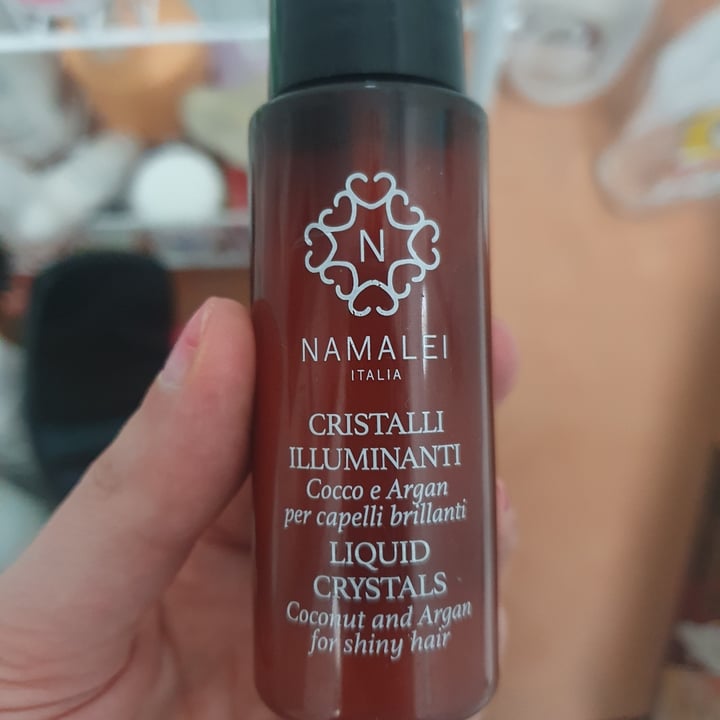 N
NAMALEI
ITALIA
CRISTALLI
ILLUMINANTI
Cocco e Argan
per capelli brillanti
LIQUID
CRYSTALS
Coconut and Argan
for shiny hair